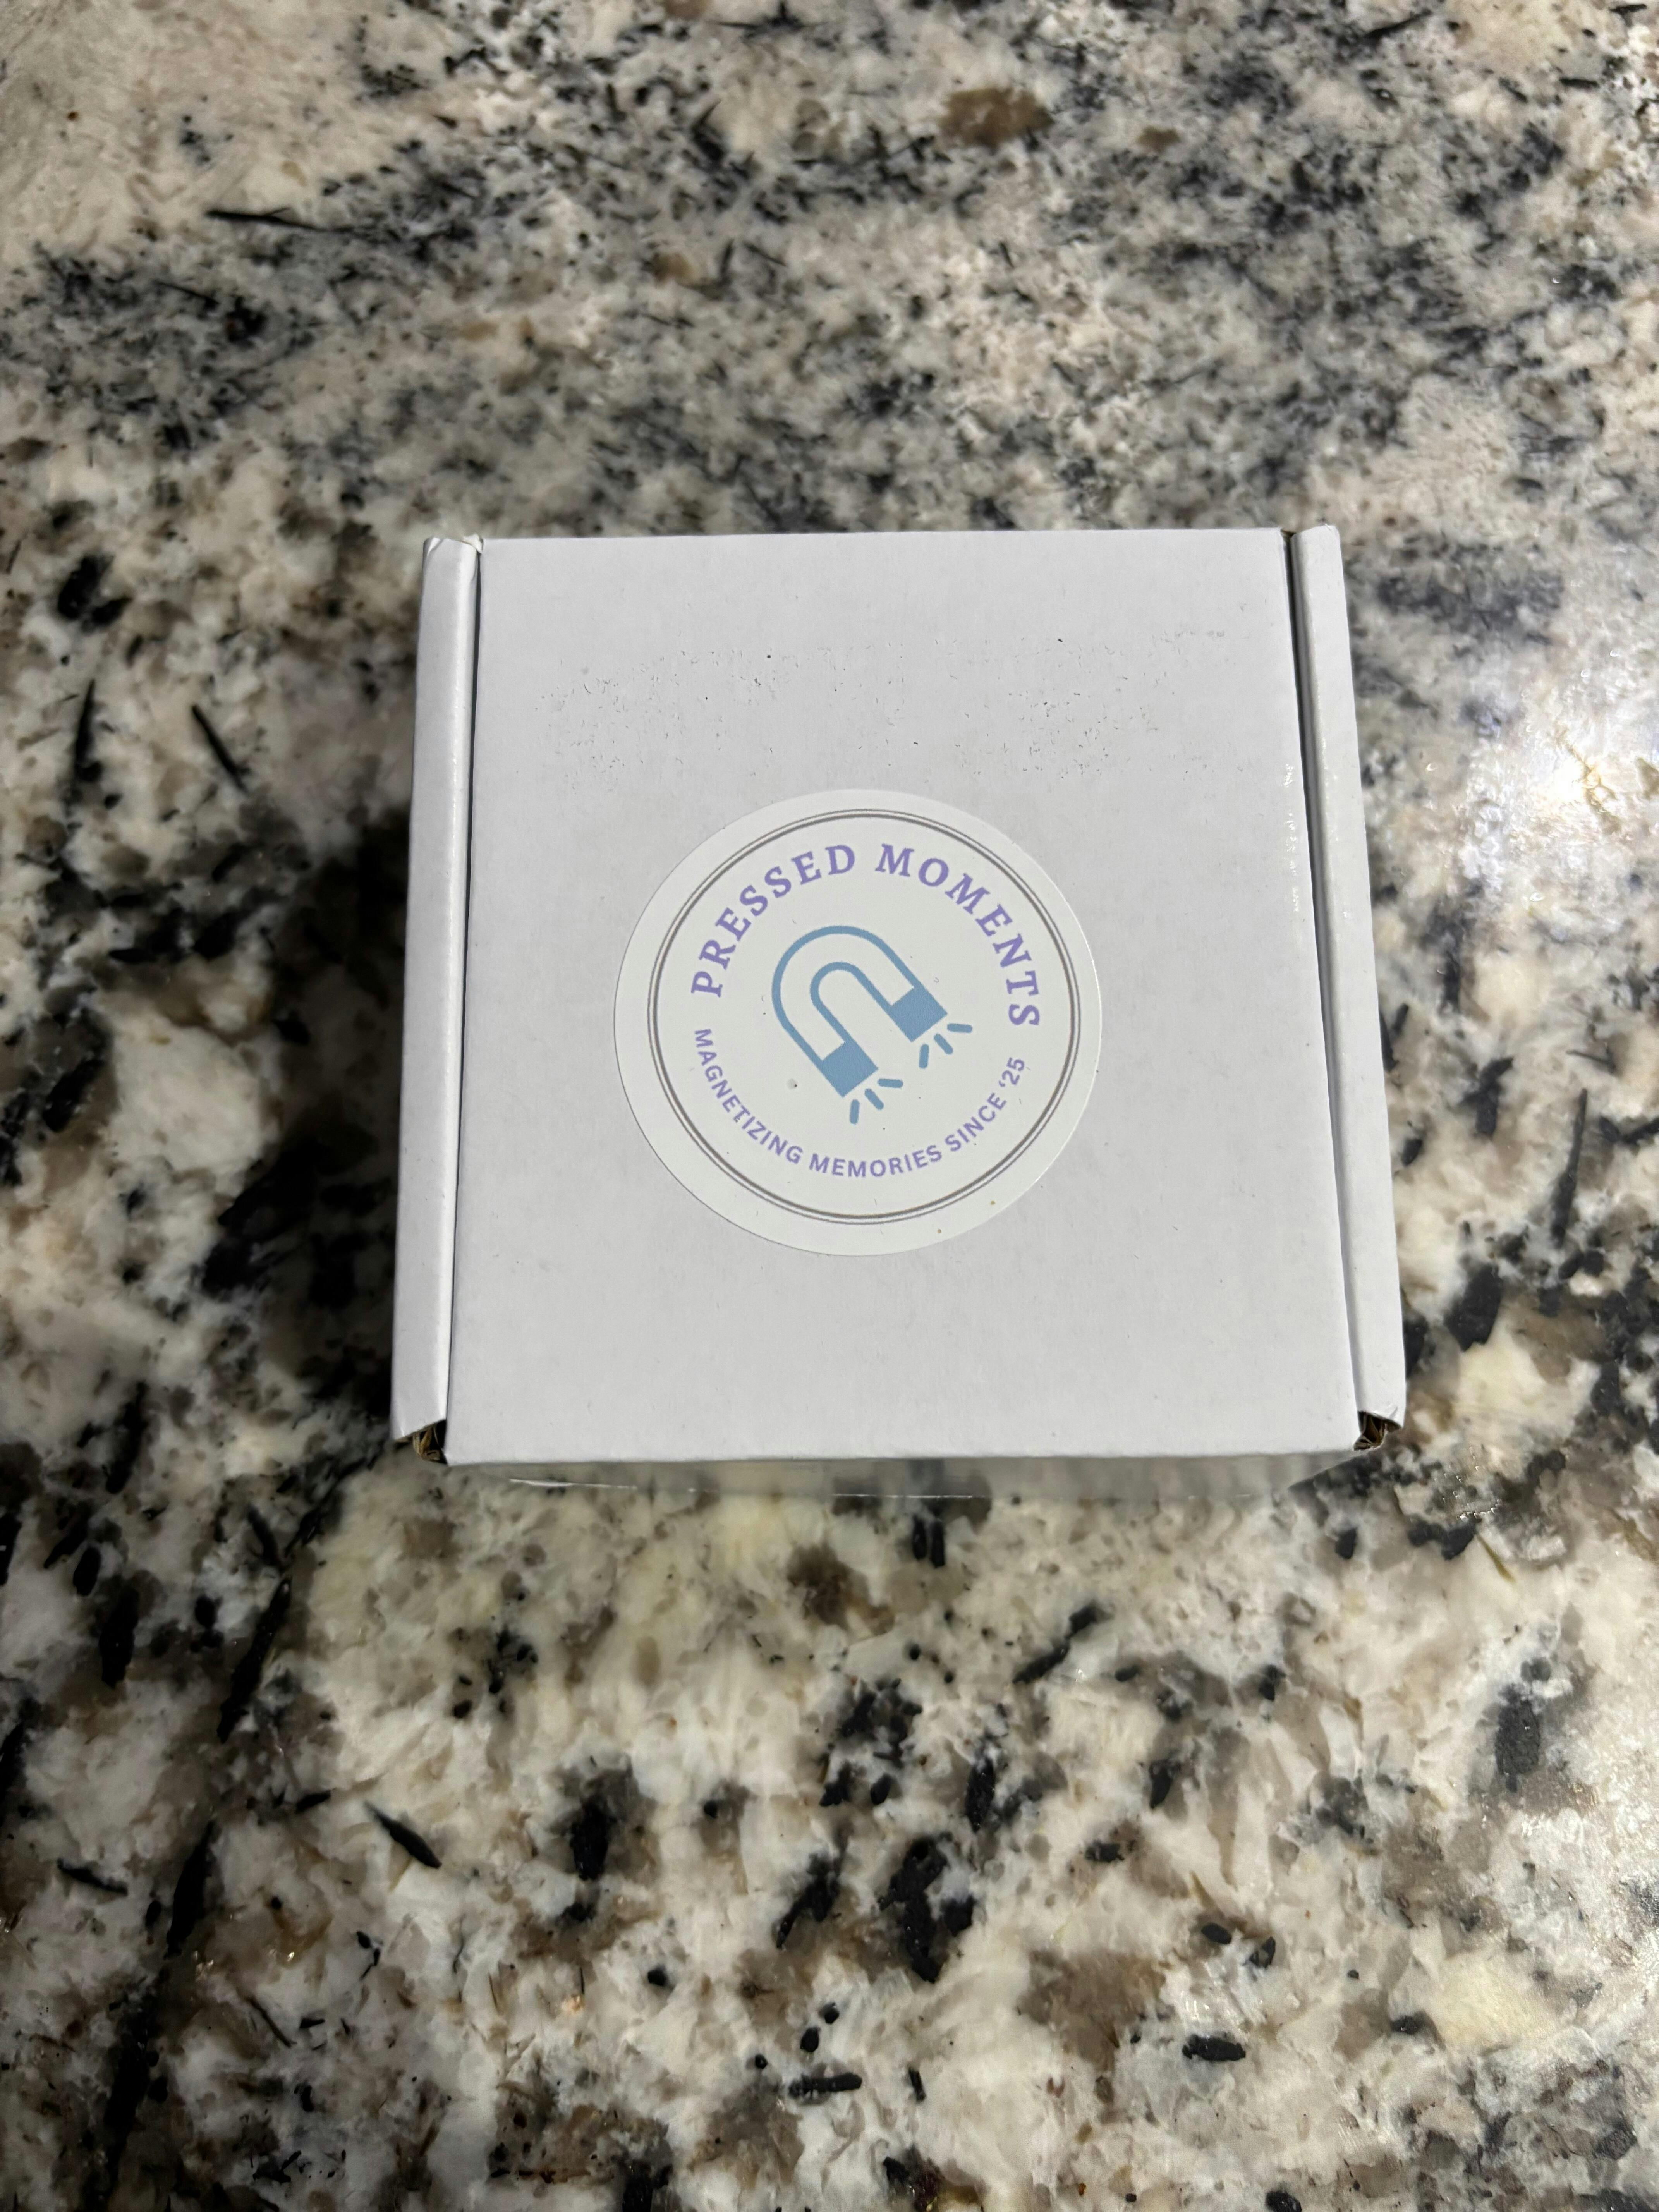 PRESSED MOMENTS
MAGNETIZING MEMORIES SINCE '25